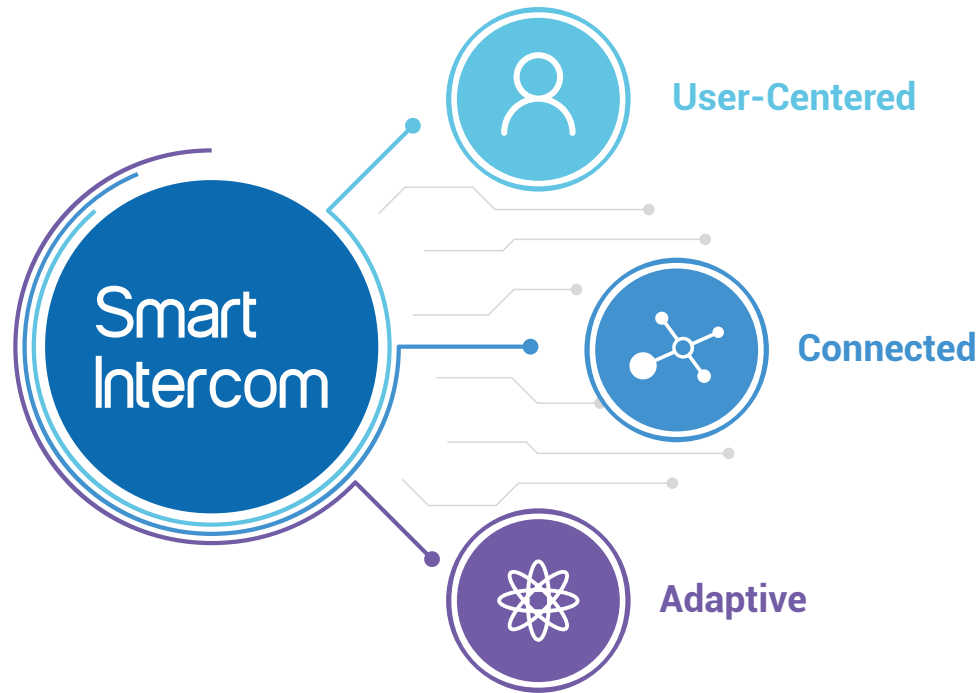 Smart
Intercom
User-Centered
Connected
Adaptive